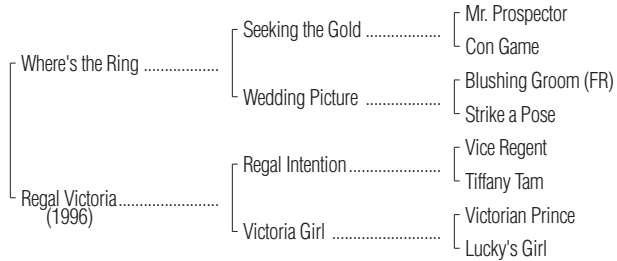 Mr. Prospector
Seeking the Gold ..................
Con Game
Where's the Ring ..................
Blushing Groom (FR)
Wedding Picture ..................
Strike a Pose
Vice Regent
Regal Intention......................
Tiffany Tam
Regal Victoria........................
(1996)
Victorian Prince
Victoria Girl ..........................
Lucky's Girl